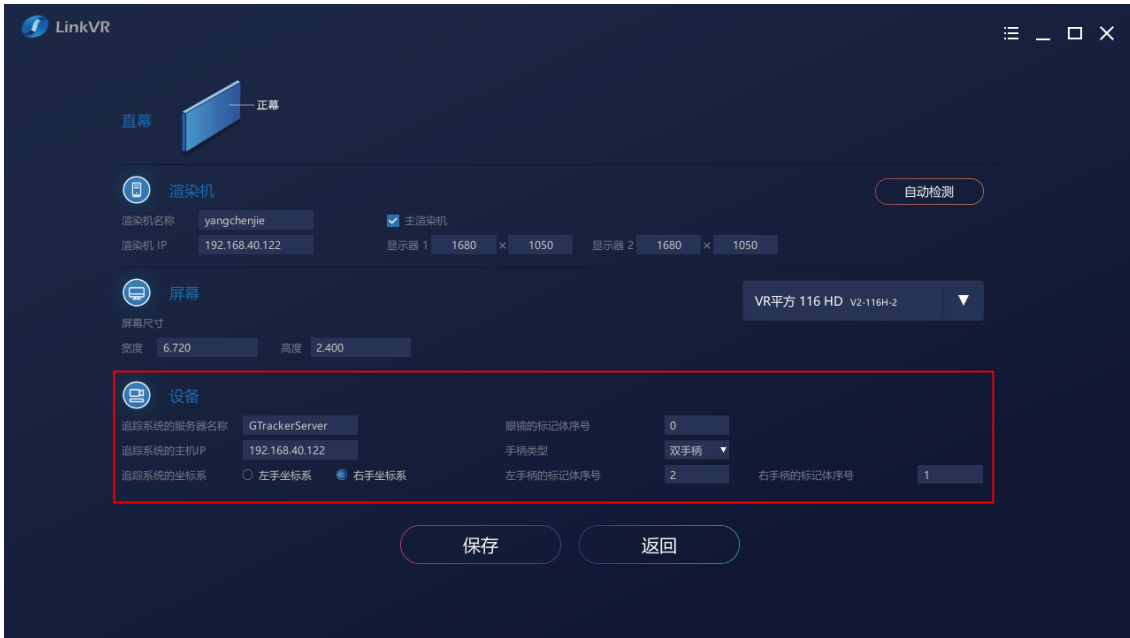 LinkVR
直幕
正幕
渲染机
自动检测
渲染机名称 yangchenjie 主渲染机
渲染机 IP 192.168.40.122 显示器 1 1680 × 1050 显示器 2 1680 × 1050
屏幕
VR平方 116 HD V2-116H-2
屏幕尺寸
宽度 6.720 高度 2.400
设备
追踪系统的服务器名称 GTrackerServer 眼镜的标记体序号 0
追踪系统的主机IP 192.168.40.122 手柄类型 双手柄
追踪系统的坐标系 左手坐标系 右手坐标系 左手柄的标记体序号 2 右手柄的标记体序号 1
保存 返回